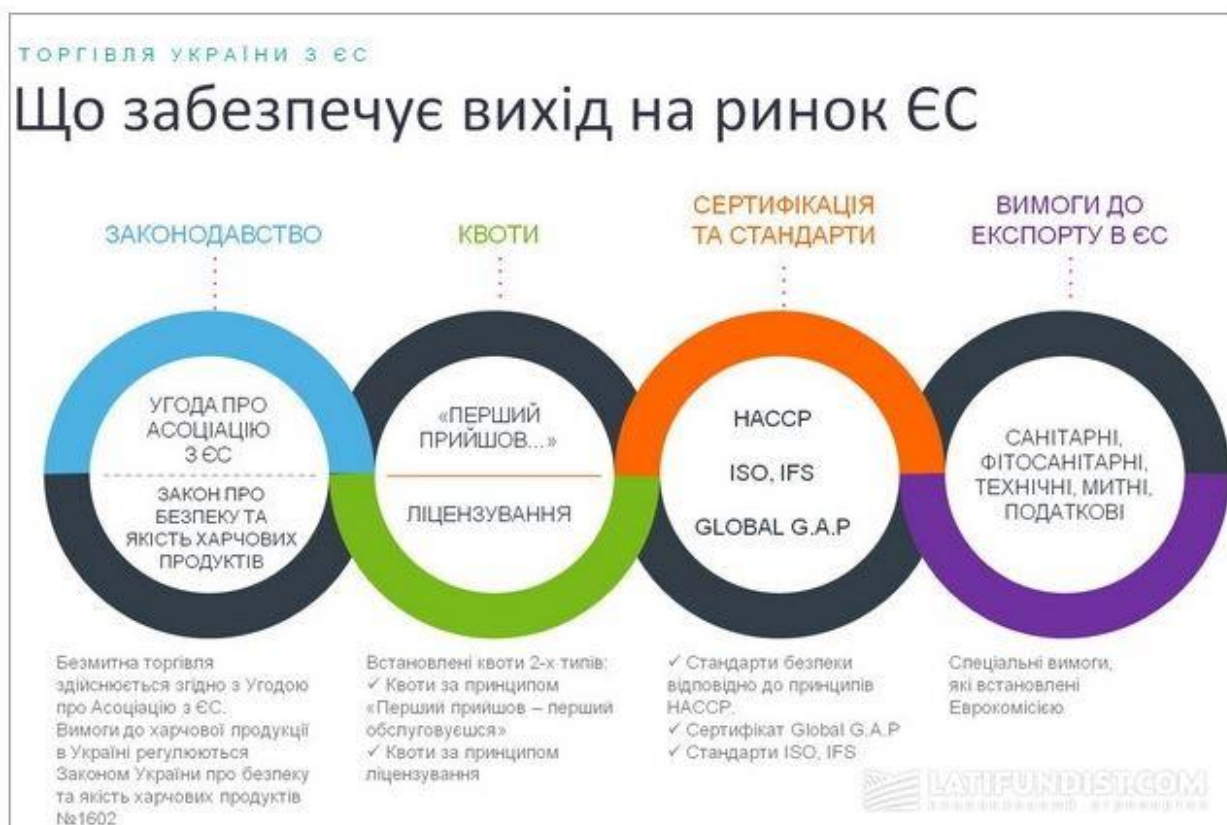 ТОРГІВЛЯ УКРАЇНИ З ЄС
Що забезпечує вихід на ринок ЄС
ЗАКОНОДАВСТВО
КВОТИ
СЕРТИФІКАЦІЯ
ТА СТАНДАРТИ
ВИМОГИ ДО
ЕКСПОРТУ В ЄС
УГОДА ПРО
АСОЦІАЦІЮ
З ЄС
ЗАКОН ПРО
БЕЗПЕКУ ТА
ЯКІСТЬ ХАРЧОВИХ
ПРОДУКТІВ
«ПЕРШИЙ
ПРИЙШОВ...»
ЛІЦЕНЗУВАННЯ
HACCP
ISO, IFS
GLOBAL G.A.P
САНІТАРНІ,
ФІТОСАНІТАРНІ,
ТЕХНІЧНІ, МИТНІ,
ПОДАТКОВІ
Безмитна торгівля
здійснюється згідно з Угодою
про Асоціацію з ЄС.
Вимоги до харчової продукції
в Україні регулюються
Законом України про безпеку
та якість харчових продуктів
№1602
Встановлені квоти 2-х типів:
✓ Квоти за принципом
«Перший прийшов – перший
обслуговуєшся»
✓ Квоти за принципом
ліцензування
✓ Стандарти безпеки
відповідно до принципів
HACCP.
✓ Сертифікат Global G.A.P
✓ Стандарти ISO, IFS
Спеціальні вимоги,
які встановлені
Єврокомісією
LATIFUNDIST.COM